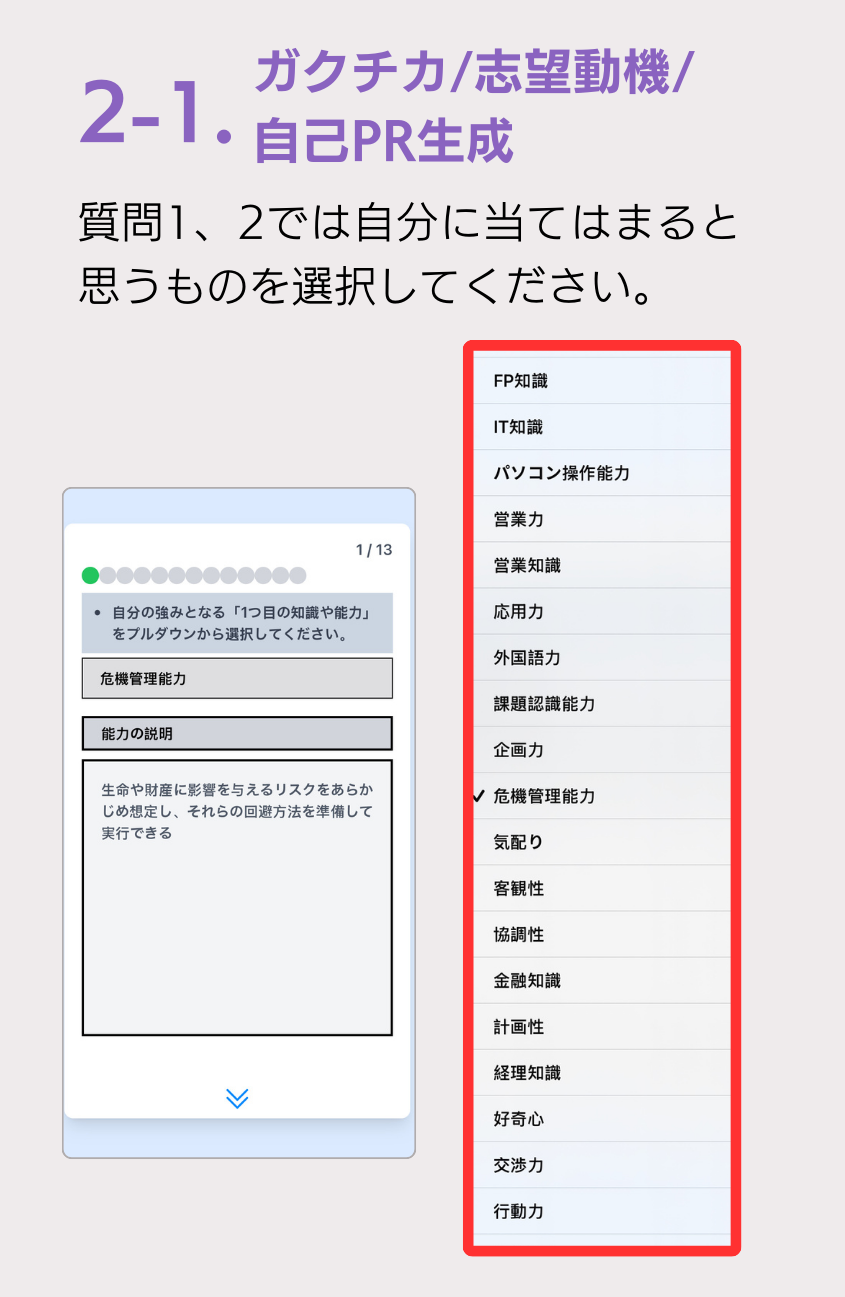 2-1.
ガクチカ/志望動機/
自己PR生成
質問1、2では自分に当てはまると
思うものを選択してください。
1 / 13
• 自分の強みとなる「1つ目の知識や能力」
をプルダウンから選択してください。
危機管理能力
能力の説明
生命や財産に影響を与えるリスクをあらか
じめ想定し、それらの回避方法を準備して
実行できる
FP知識
IT知識
パソコン操作能力
営業力
営業知識
応用力
外国語力
課題認識能力
企画力
✓ 危機管理能力
気配り
客観性
協調性
金融知識
計画性
経理知識
好奇心
交渉力
行動力